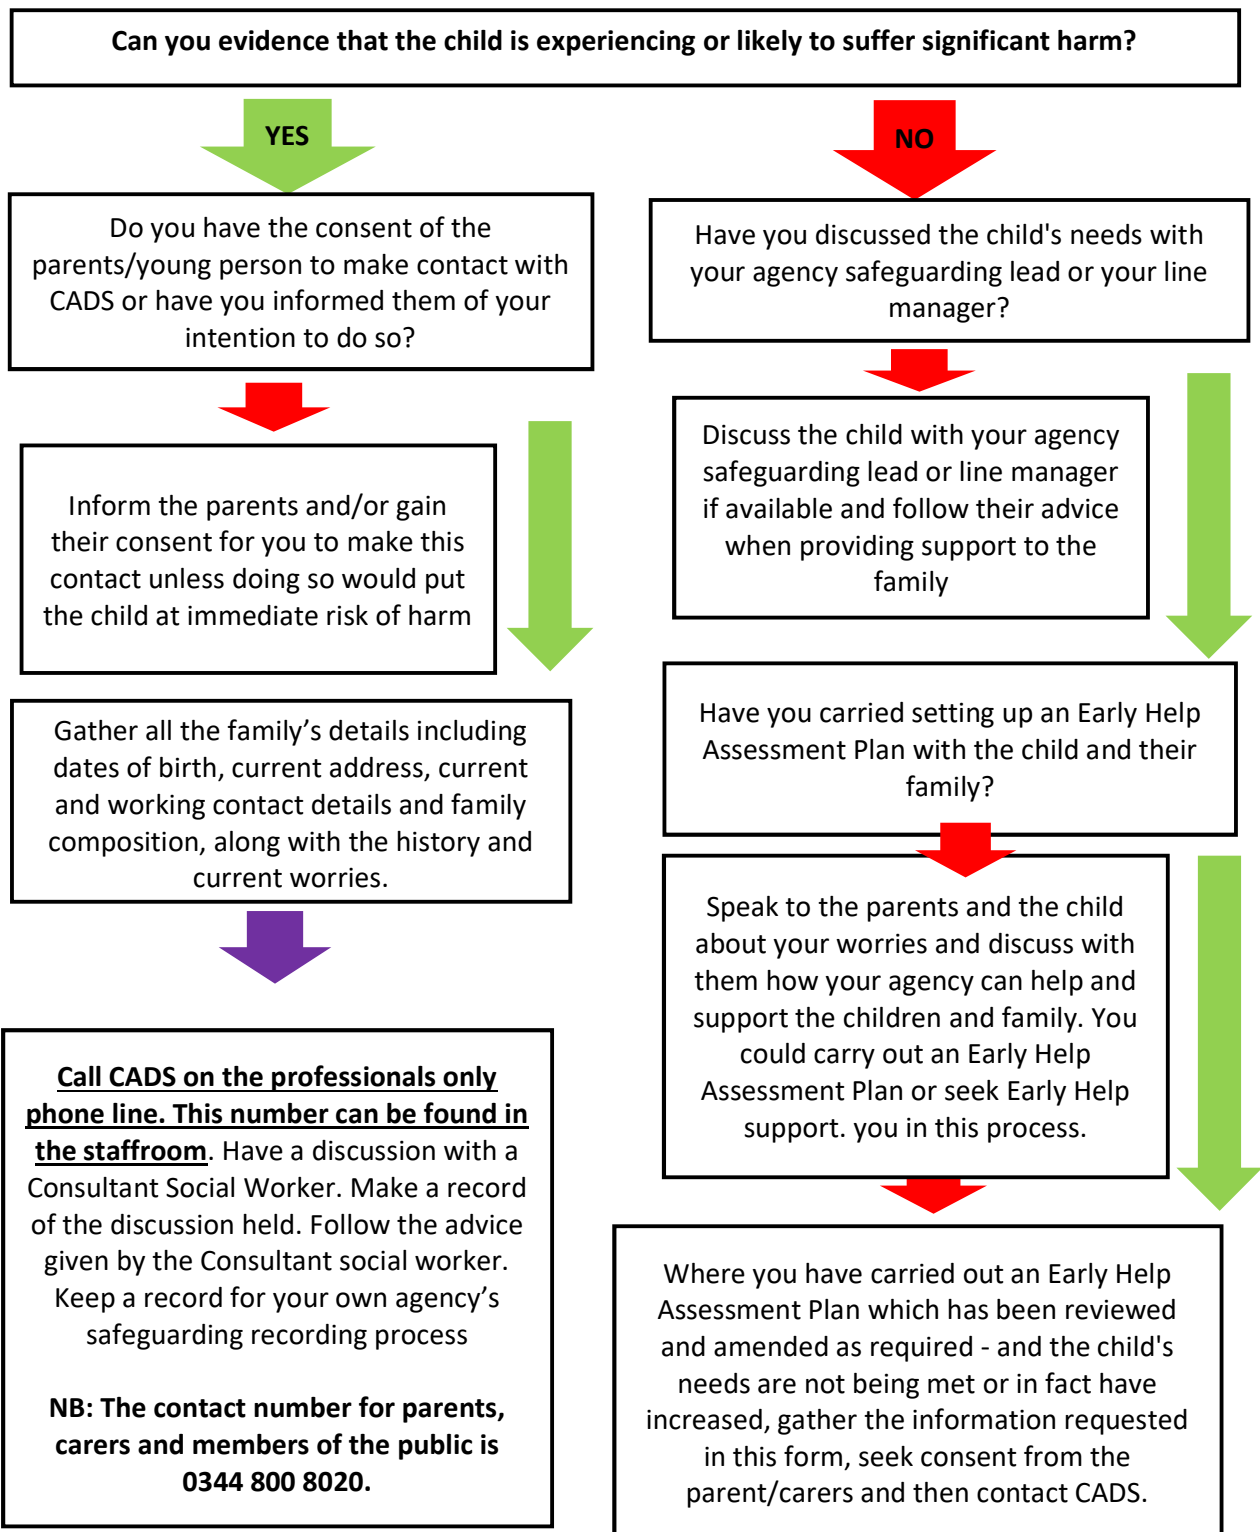 Can you evidence that the child is experiencing or likely to suffer significant harm?
YES
NO
Do you have the consent of the
parents/young person to make contact with
CADS or have you informed them of your
intention to do so?
Have you discussed the child's needs with
your agency safeguarding lead or your line
manager?
Inform the parents and/or gain
their consent for you to make this
contact unless doing so would put
the child at immediate risk of harm
Discuss the child with your agency
safeguarding lead or line manager
if available and follow their advice
when providing support to the
family
Gather all the family’s details including
dates of birth, current address, current
and working contact details and family
composition, along with the history and
current worries.
Have you carried setting up an Early Help
Assessment Plan with the child and their
family?
Speak to the parents and the child
about your worries and discuss with
them how your agency can help and
support the children and family. You
could carry out an Early Help
Assessment Plan or seek Early Help
support. you in this process.
Call CADS on the professionals only
phone line. This number can be found in
the staffroom. Have a discussion with a
Consultant Social Worker. Make a record
of the discussion held. Follow the advice
given by the Consultant social worker.
Keep a record for your own agency’s
safeguarding recording process
NB: The contact number for parents,
carers and members of the public is
0344 800 8020.
Where you have carried out an Early Help
Assessment Plan which has been reviewed
and amended as required - and the child's
needs are not being met or in fact have
increased, gather the information requested
in this form, seek consent from the
parent/carers and then contact CADS.